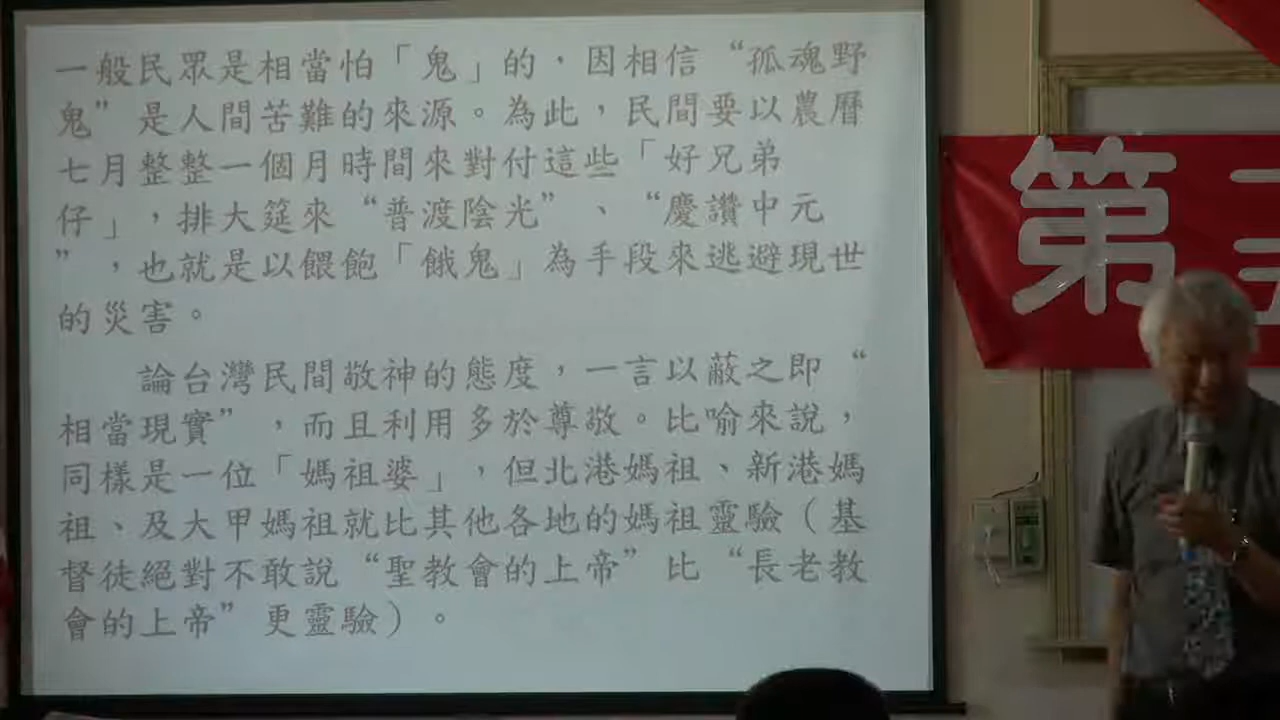 一般民眾是相當怕「鬼」的，因相信“孤魂野
鬼”是人間苦難的來源。為此，民間要以農曆
七月整整一個月時間來對付這些「好兄弟
仔」，排大筵來“普渡陰光”、“慶讚中元
”，也就是以餵飽「餓鬼」為手段來逃避現世
的災害。
論台灣民間敬神的態度，一言以蔽之即“
相當現實”，而且利用多於尊敬。比喻來說，
同樣是一位「媽祖婆」，但北港媽祖、新港媽
祖、及大甲媽祖就比其他各地的媽祖靈驗（基
督徒絕對不敢說“聖教會的上帝”比“長老教
會的上帝”更靈驗）。
第